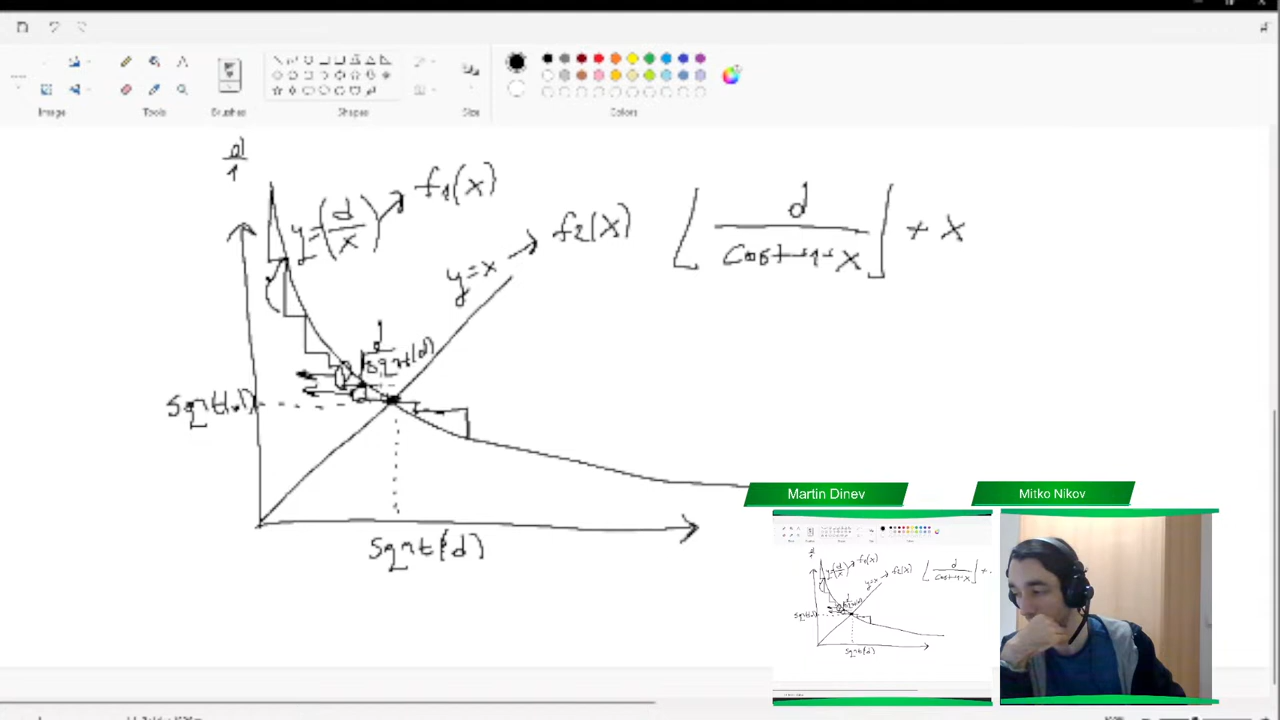 Image
Tools
Brushes
Shapes
Size
Colors
d/1
y=(d/x)
f1(x)
y=x
f2(x)
⌊ d / cost+1+x ⌋ + x
d
sqrt(d)
sqrt(d)
sqrt(d)
Martin Dinev
Mitko Nikov